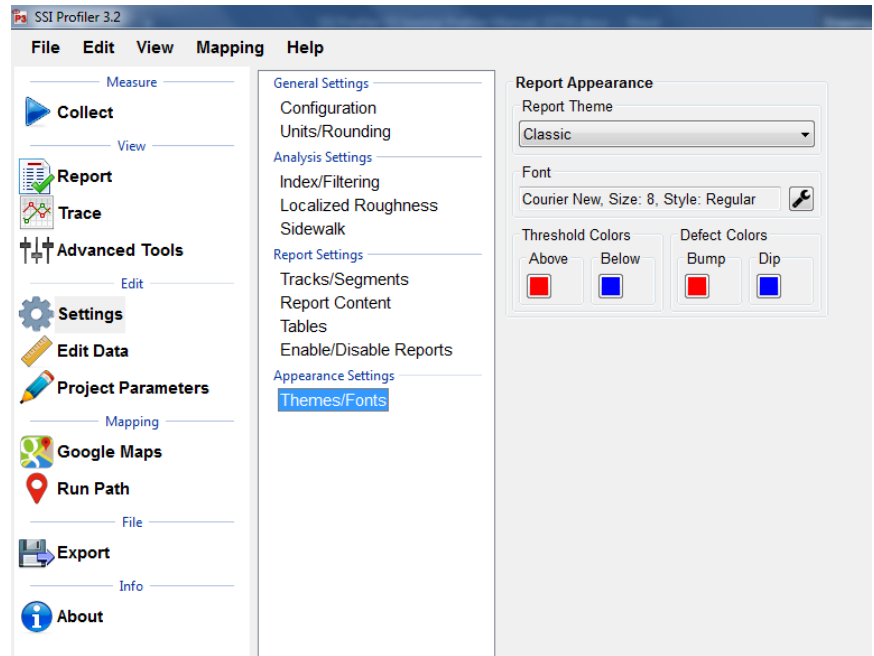 SSI Profiler 3.2
File Edit View Mapping Help
Measure
Collect
View
Report
Trace
Advanced Tools
Edit
Settings
Edit Data
Project Parameters
Mapping
Google Maps
Run Path
File
Export
Info
About
General Settings
Configuration
Units/Rounding
Analysis Settings
Index/Filtering
Localized Roughness
Sidewalk
Report Settings
Tracks/Segments
Report Content
Tables
Enable/Disable Reports
Appearance Settings
Themes/Fonts
Report Appearance
Report Theme
Classic
Font
Courier New, Size: 8, Style: Regular
Threshold Colors Defect Colors
Above Below Bump Dip